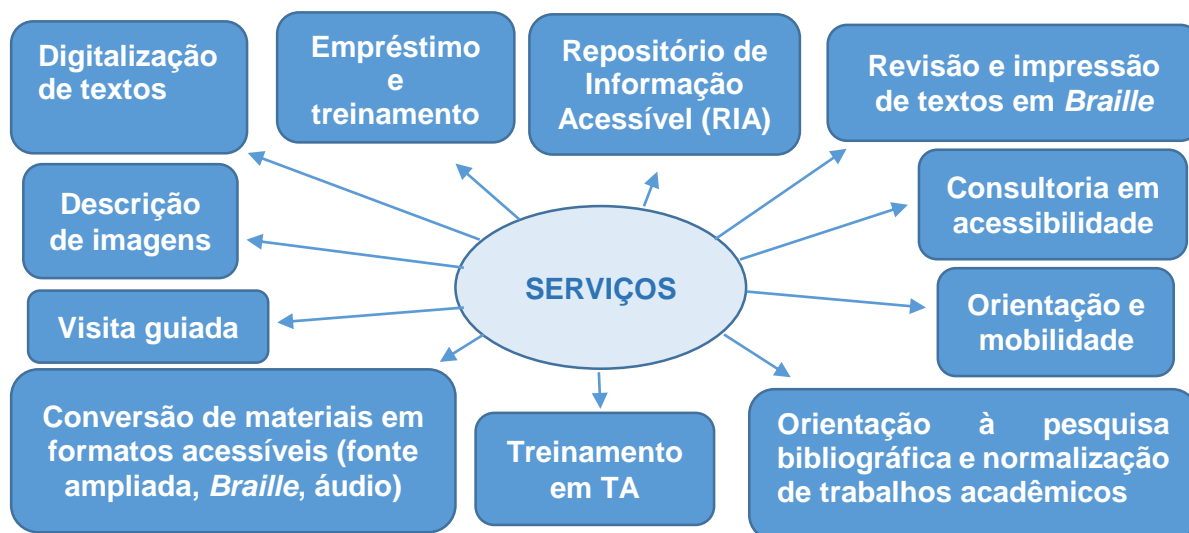 Digitalização
de textos
Empréstimo
e
treinamento
Repositório de
Informação
Acessível (RIA)
Revisão e impressão
de textos em Braille
Descrição
de imagens
Consultoria em
acessibilidade
SERVIÇOS
Visita guiada
Orientação e
mobilidade
Conversão de materiais em
formatos acessíveis (fonte
ampliada, Braille, áudio)
Treinamento
em TA
Orientação à pesquisa
bibliográfica e normalização
de trabalhos acadêmicos